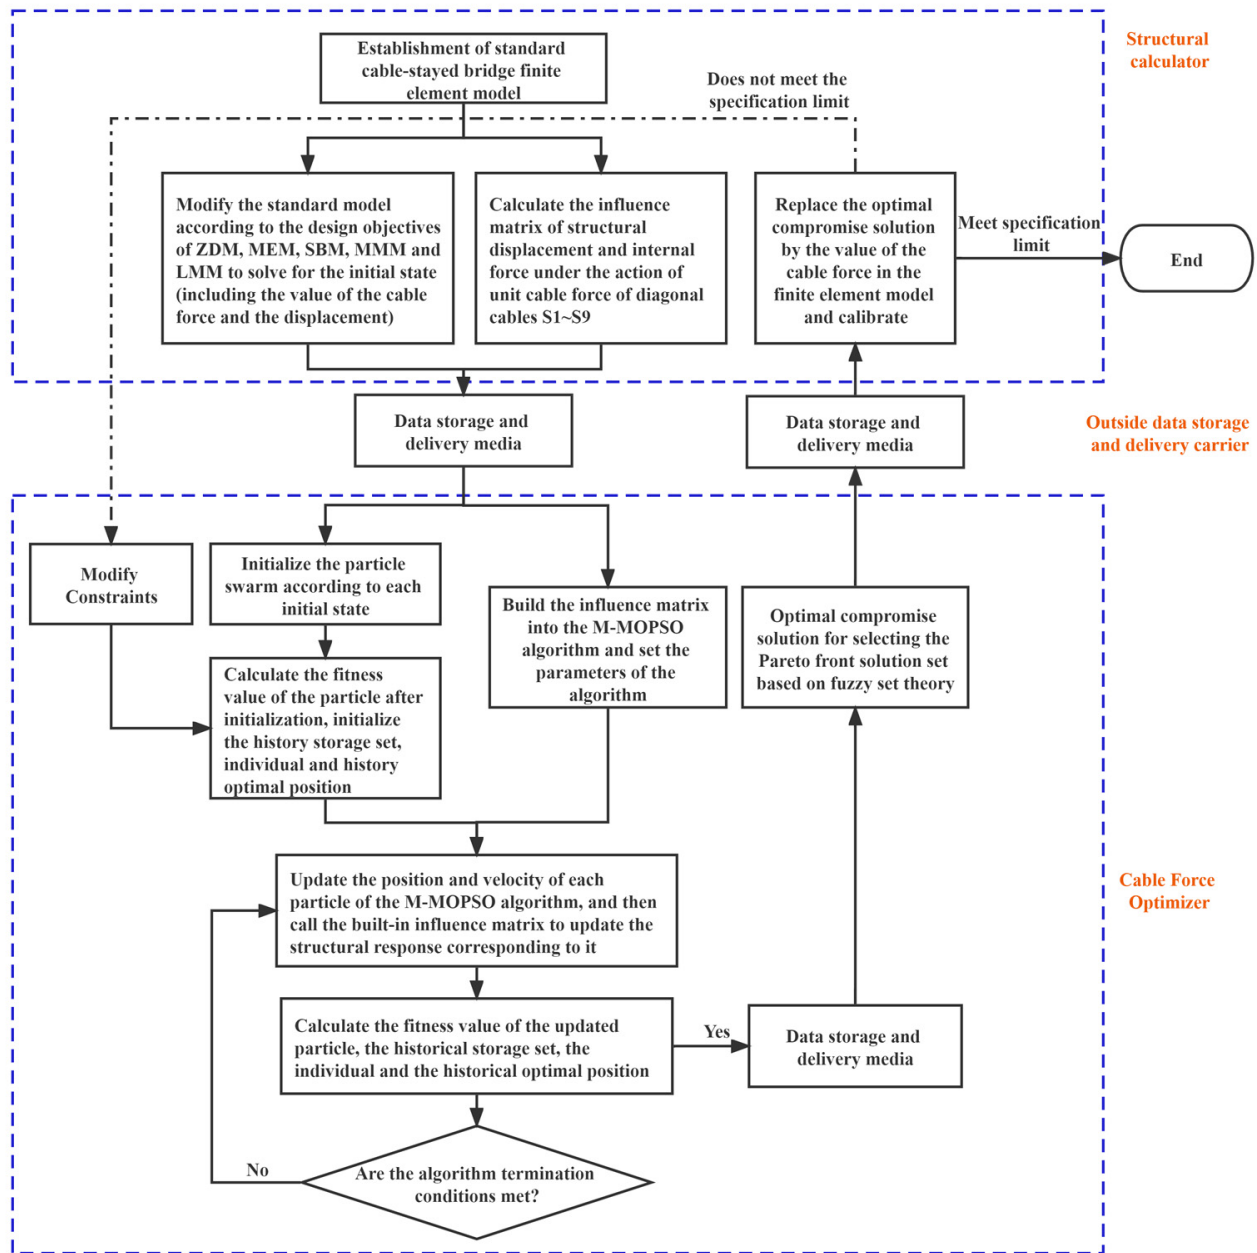 Establishment of standard
cable-stayed bridge finite
element model
Structural
calculator
Does not meet the
specification limit
Modify the standard model
according to the design objectives
of ZDM, MEM, SBM, MMM and
LMM to solve for the initial state
(including the value of the cable
force and the displacement)
Calculate the influence
matrix of structural
displacement and internal
force under the action of
unit cable force of diagonal
cables S1~S9
Replace the optimal
compromise solution
by the value of the
cable force in the
finite element model
and calibrate
Meet specification
limit
End
Data storage and
delivery media
Data storage and
delivery media
Outside data storage
and delivery carrier
Modify
Constraints
Initialize the particle
swarm according to each
initial state
Build the influence matrix
into the M-MOPSO
algorithm and set the
parameters of the
algorithm
Optimal compromise
solution for selecting the
Pareto front solution set
based on fuzzy set theory
Calculate the fitness
value of the particle after
initialization, initialize
the history storage set,
individual and history
optimal position
Update the position and velocity of each
particle of the M-MOPSO algorithm, and then
call the built-in influence matrix to update the
structural response corresponding to it
Cable Force
Optimizer
Calculate the fitness value of the updated
particle, the historical storage set, the
individual and the historical optimal position
Yes
Data storage and
delivery media
No
Are the algorithm termination
conditions met?